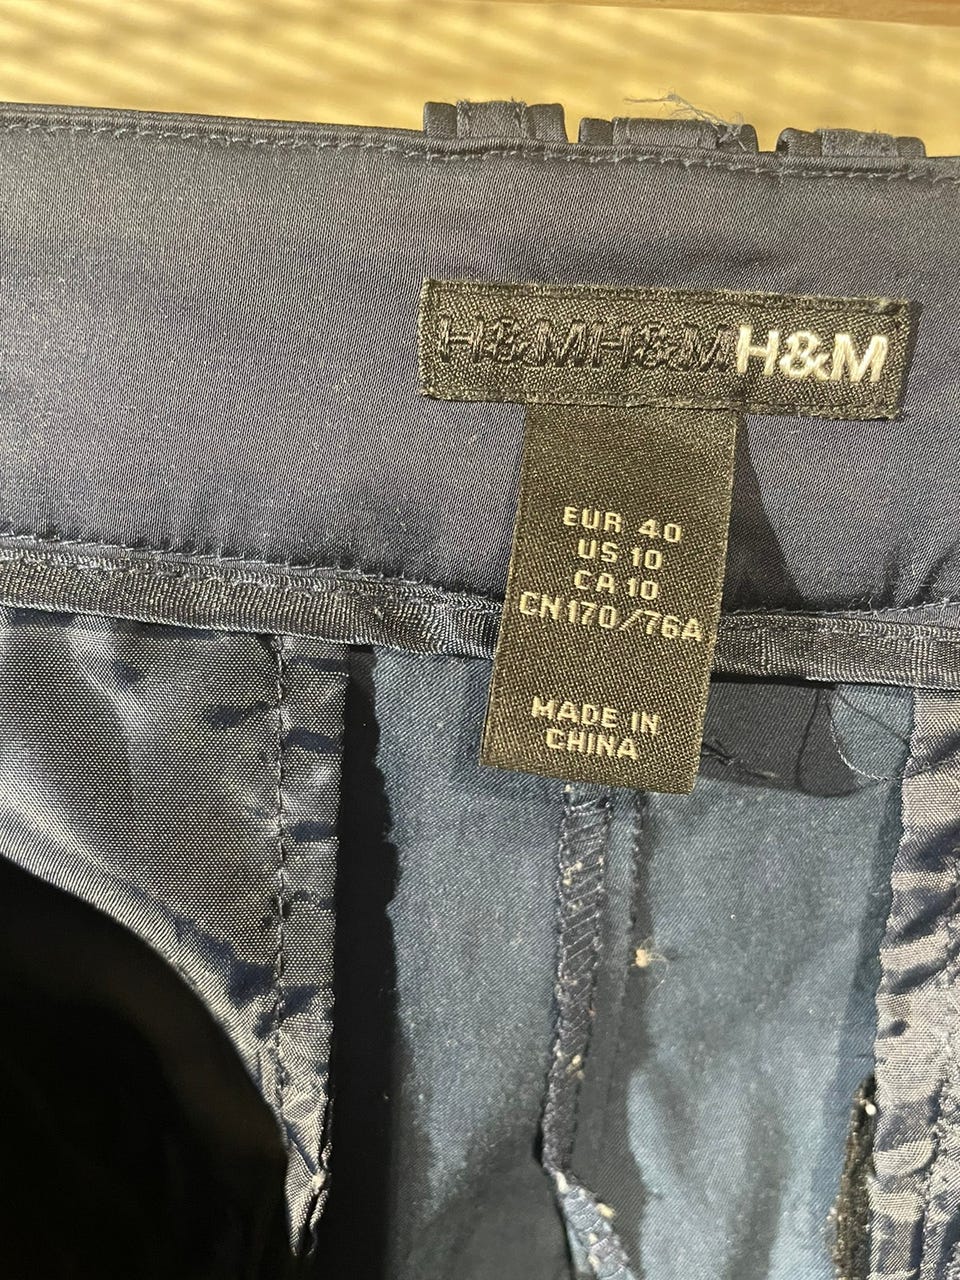 H&MH&MH&M
EUR 40
US 10
CA 10
CN170/76A
MADE IN
CHINA